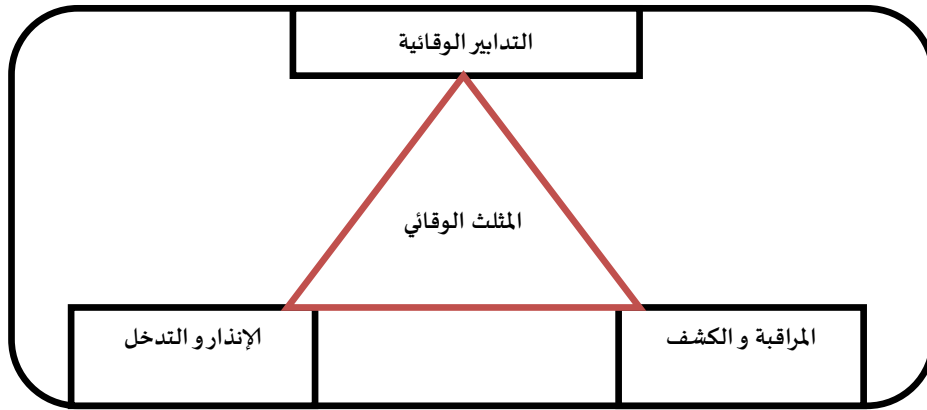 التدابير الوقائية
المثلث الوقائي
المراقبة و الكشف
الإنذار و التدخل